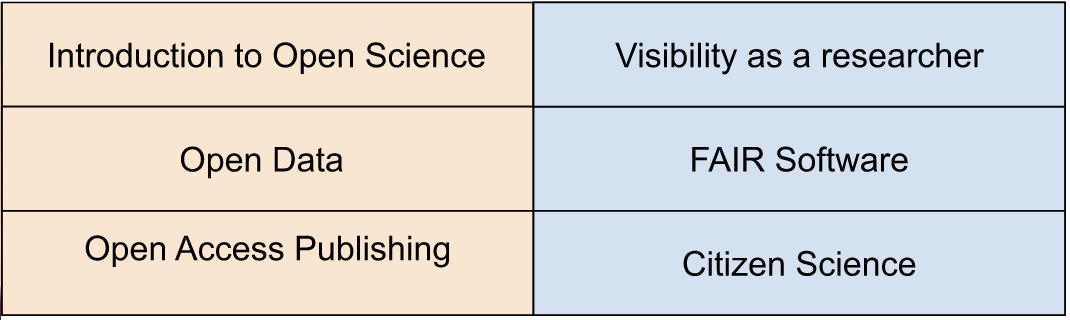 Introduction to Open Science
Visibility as a researcher
Open Data
FAIR Software
Open Access Publishing
Citizen Science